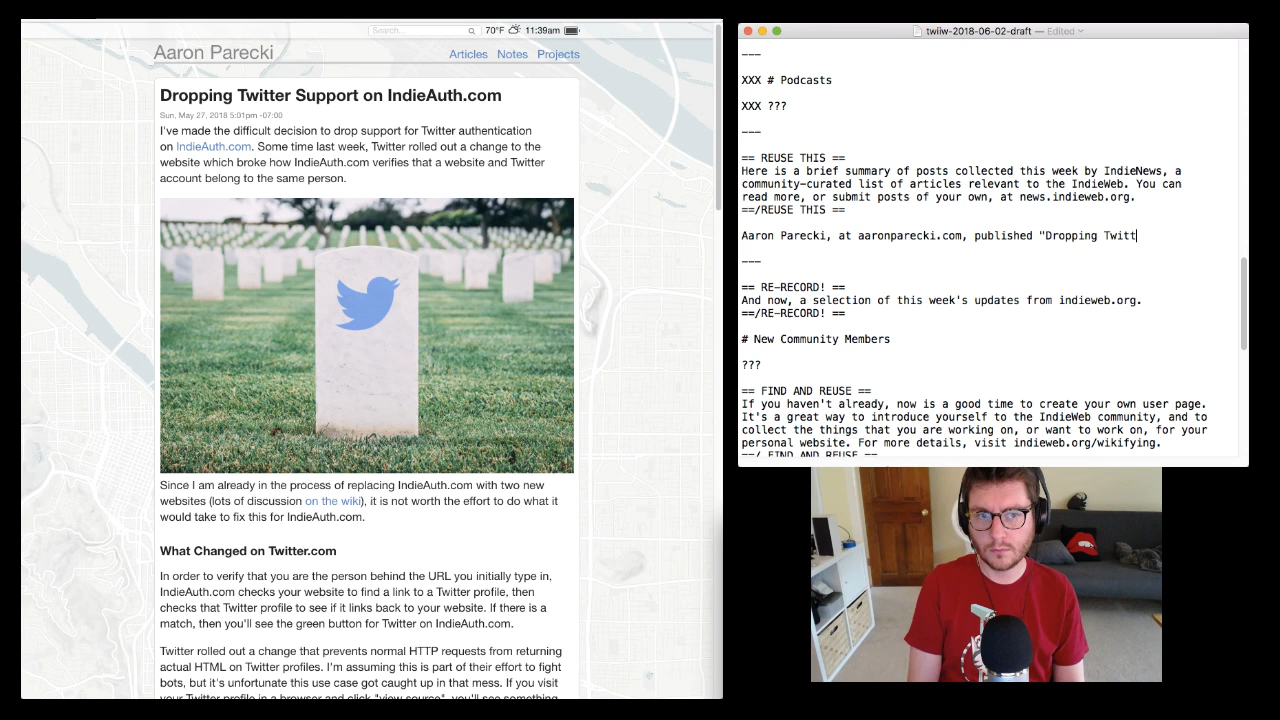 Search...
70°F
11:39am
Aaron Parecki
Articles Notes Projects
Dropping Twitter Support on IndieAuth.com
Sun, May 27, 2018 5:01pm -07:00
I've made the difficult decision to drop support for Twitter authentication
on IndieAuth.com. Some time last week, Twitter rolled out a change to the
website which broke how IndieAuth.com verifies that a website and Twitter
account belong to the same person.
Since I am already in the process of replacing IndieAuth.com with two new
websites (lots of discussion on the wiki), it is not worth the effort to do what it
would take to fix this for IndieAuth.com.
What Changed on Twitter.com
In order to verify that you are the person behind the URL you initially type in,
IndieAuth.com checks your website to find a link to a Twitter profile, then
checks that Twitter profile to see if it links back to your website. If there is a
match, then you'll see the green button for Twitter on IndieAuth.com.
Twitter rolled out a change that prevents normal HTTP requests from returning
actual HTML on Twitter profiles. I'm assuming this is part of their effort to fight
bots, but it's unfortunate this use case got caught up in that mess. If you visit
your Twitter profile in a browser and click "view source", you'll see something
twiiw-2018-06-02-draft — Edited
---
XXX # Podcasts
XXX ???
---
== REUSE THIS ==
Here is a brief summary of posts collected this week by IndieNews, a
community-curated list of articles relevant to the IndieWeb. You can
read more, or submit posts of your own, at news.indieweb.org.
==/REUSE THIS ==
Aaron Parecki, at aaronparecki.com, published "Dropping Twitt
---
== RE-RECORD! ==
And now, a selection of this week's updates from indieweb.org.
==/RE-RECORD! ==
# New Community Members
???
== FIND AND REUSE ==
If you haven't already, now is a good time to create your own user page.
It's a great way to introduce yourself to the IndieWeb community, and to
collect the things that you are working on, or want to work on, for your
personal website. For more details, visit indieweb.org/wikifying.
==/ FIND AND REUSE ==